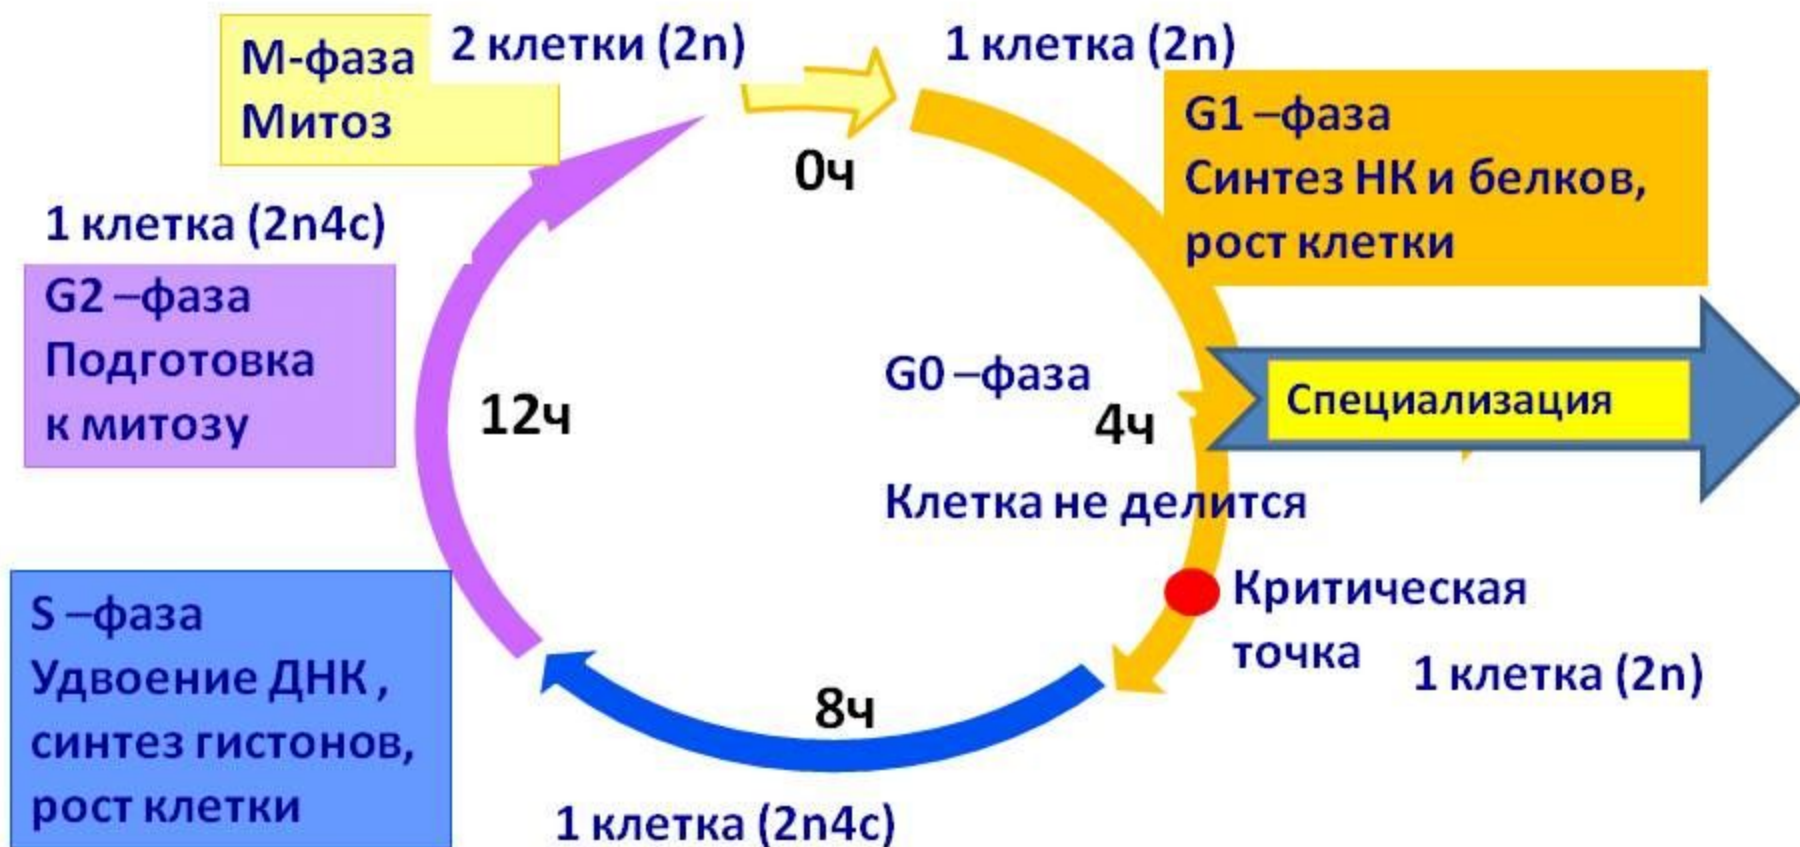 М-фаза
Митоз
2 клетки (2n)
1 клетка (2n)
0ч
G1 –фаза
Синтез НК и белков,
рост клетки
1 клетка (2n4c)
G2 –фаза
Подготовка
к митозу
12ч
G0 –фаза
4ч
Специализация
Клетка не делится
Критическая
точка
1 клетка (2n)
S –фаза
Удвоение ДНК ,
синтез гистонов,
рост клетки
8ч
1 клетка (2n4c)